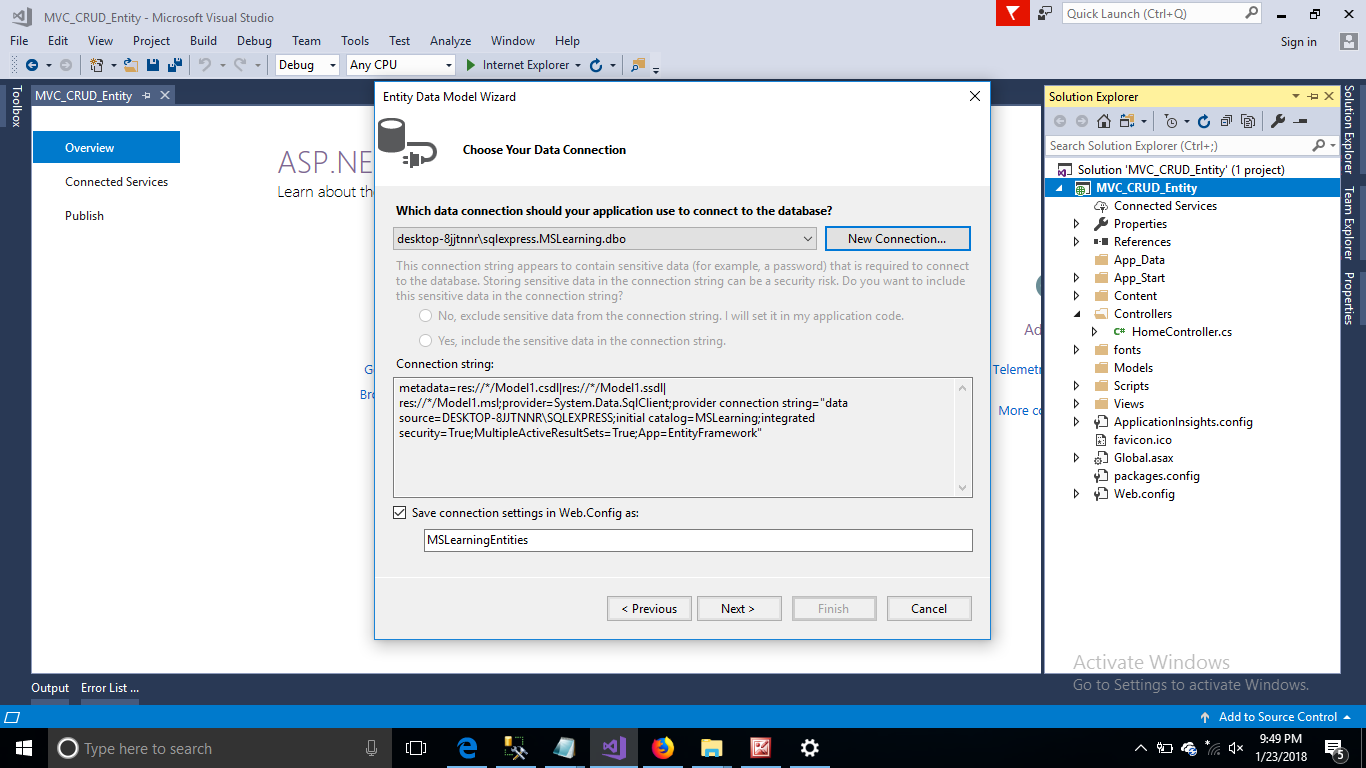 MVC_CRUD_Entity - Microsoft Visual Studio
Quick Launch (Ctrl+Q)
File Edit View Project Build Debug Team Tools Test Analyze Window Help
Sign in
Debug Any CPU Internet Explorer
Toolbox
MVC_CRUD_Entity
Overview
Connected Services
Publish
ASP.NE
Learn about th
Ad
Telemetr
More co
Entity Data Model Wizard
Choose Your Data Connection
Which data connection should your application use to connect to the database?
desktop-8jjtnnr\sqlexpress.MSLearning.dbo
New Connection...
This connection string appears to contain sensitive data (for example, a password) that is required to connect
to the database. Storing sensitive data in the connection string can be a security risk. Do you want to include
this sensitive data in the connection string?
No, exclude sensitive data from the connection string. I will set it in my application code.
Yes, include the sensitive data in the connection string.
Connection string:
metadata=res://*/Model1.csdl|res://*/Model1.ssdl|
res://*/Model1.msl;provider=System.Data.SqlClient;provider connection string="data
source=DESKTOP-8JJTNNR\SQLEXPRESS;initial catalog=MSLearning;integrated
security=True;MultipleActiveResultSets=True;App=EntityFramework"
Save connection settings in Web.Config as:
MSLearningEntities
< Previous Next > Finish Cancel
Solution Explorer
Search Solution Explorer (Ctrl+;)
Solution 'MVC_CRUD_Entity' (1 project)
MVC_CRUD_Entity
Connected Services
Properties
References
App_Data
App_Start
Content
Controllers
C# HomeController.cs
fonts
Models
Scripts
Views
ApplicationInsights.config
favicon.ico
Global.asax
packages.config
Web.config
Solution Explorer
Team Explorer
Properties
Activate Windows
Go to Settings to activate Windows.
Output Error List ...
Add to Source Control
Type here to search
9:49 PM
1/23/2018
5